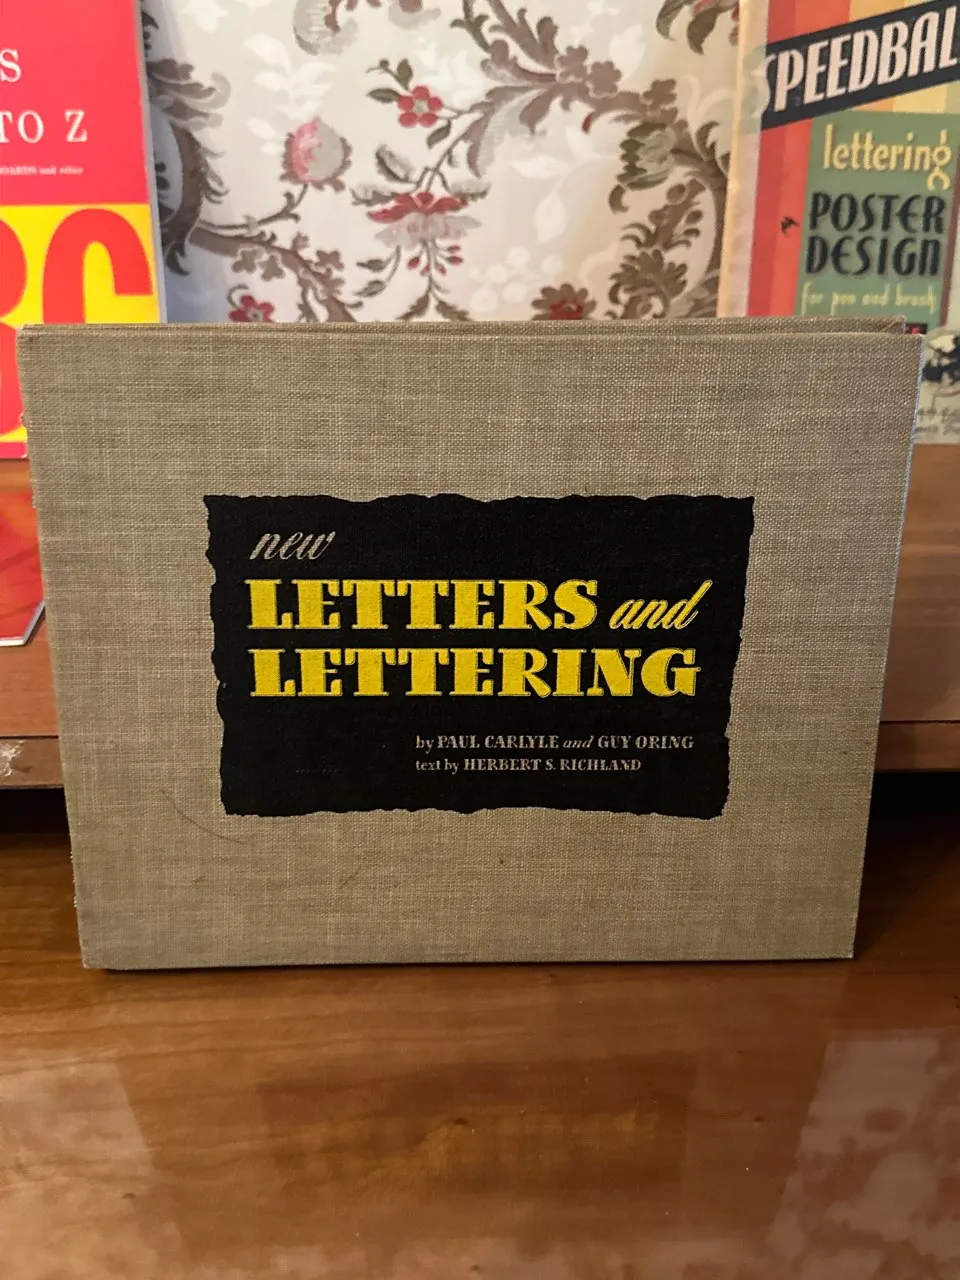 S
TO Z
BC
SPEEDBAL
lettering
POSTER
DESIGN
for pen and brush
new
LETTERS and
LETTERING
by PAUL CARLYLE and GUY ORING
text by HERBERT S. RICHLAND